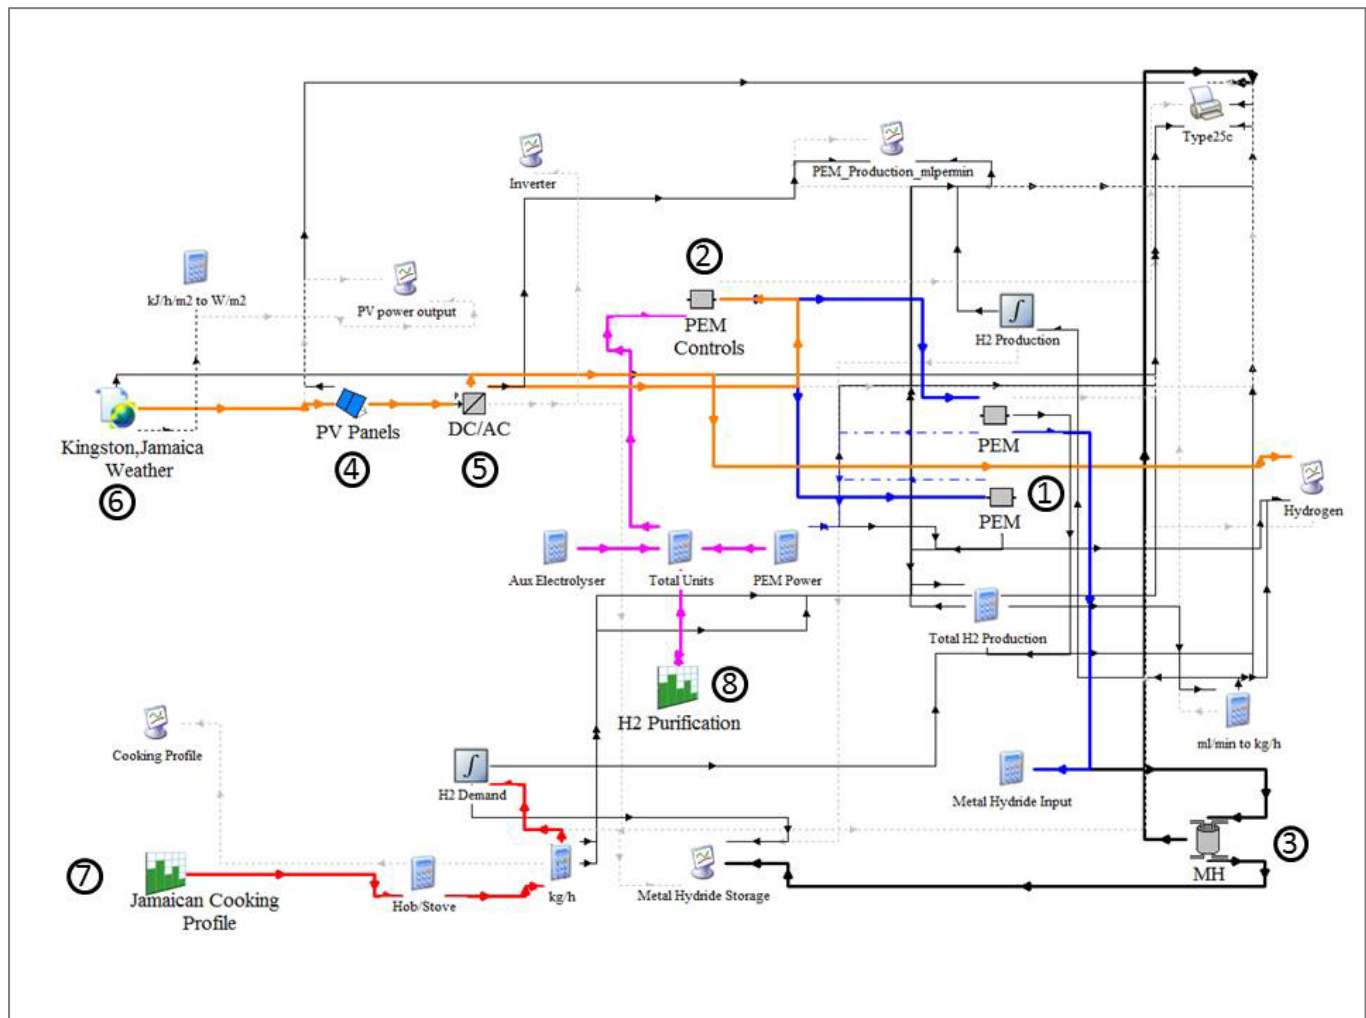 Type25c
Inverter
PEM_Production_mlpermin
②
kJ/h/m2 to W/m2
PV power output
PEM
Controls
H2 Production
Kingston,Jamaica
Weather
⑥
PV Panels
④
P
DC/AC
⑤
PEM
①
PEM
Hydrogen
Aux Electrolyser
Total Units
PEM Power
Total H2 Production
⑧
H2 Purification
ml/min to kg/h
Cooking Profile
H2 Demand
Metal Hydride Input
③
MH
⑦
Jamaican Cooking
Profile
Hob/Stove
kg/h
Metal Hydride Storage